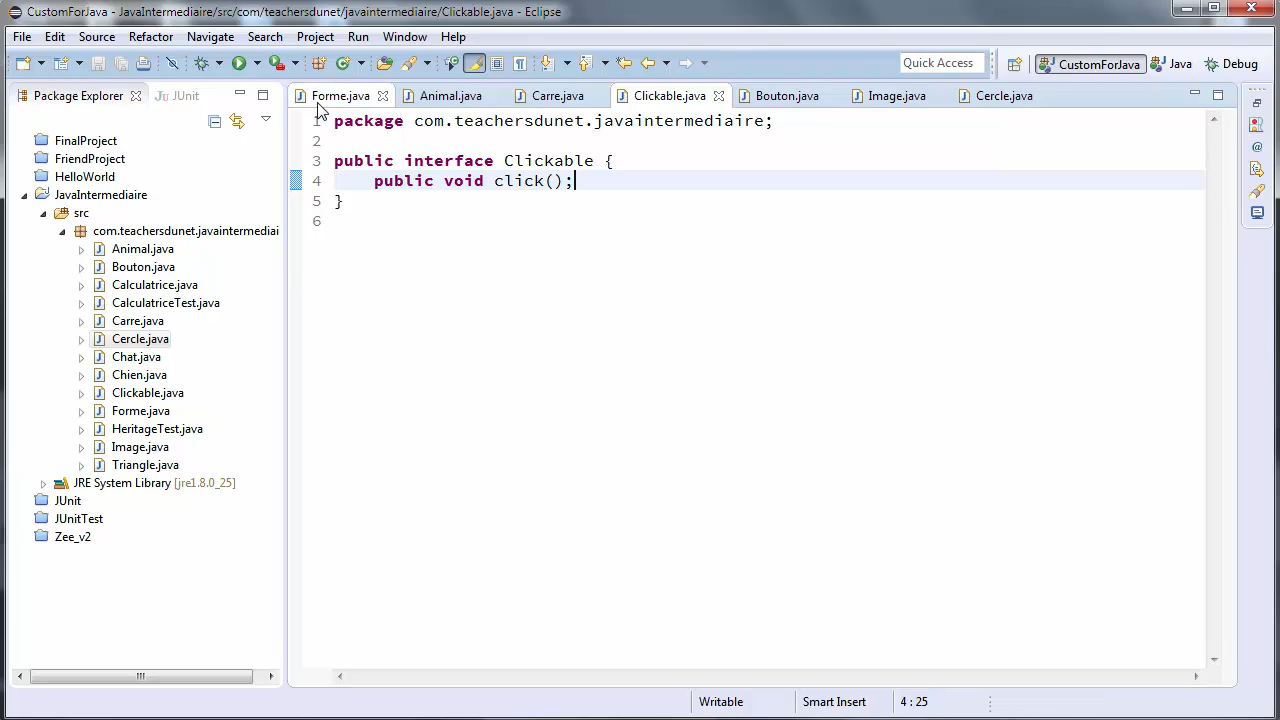 CustomForJava - JavaIntermediaire/src/com/teachersdunet/javaintermediaire/Clickable.java - Eclipse
File Edit Source Refactor Navigate Search Project Run Window Help
Quick Access CustomForJava Java Debug
Package Explorer JUnit
Forme.java Animal.java Carre.java Clickable.java Bouton.java Image.java Cercle.java
FinalProject
FriendProject
HelloWorld
JavaIntermediaire
src
com.teachersdunet.javaintermediai
Animal.java
Bouton.java
Calculatrice.java
CalculatriceTest.java
Carre.java
Cercle.java
Chat.java
Chien.java
Clickable.java
Forme.java
HeritageTest.java
Image.java
Triangle.java
JRE System Library [jre1.8.0_25]
JUnit
JUnitTest
Zee_v2
1 package com.teachersdunet.javaintermediaire;
2
3 public interface Clickable {
4 public void click();
5 }
6
Writable Smart Insert 4 : 25